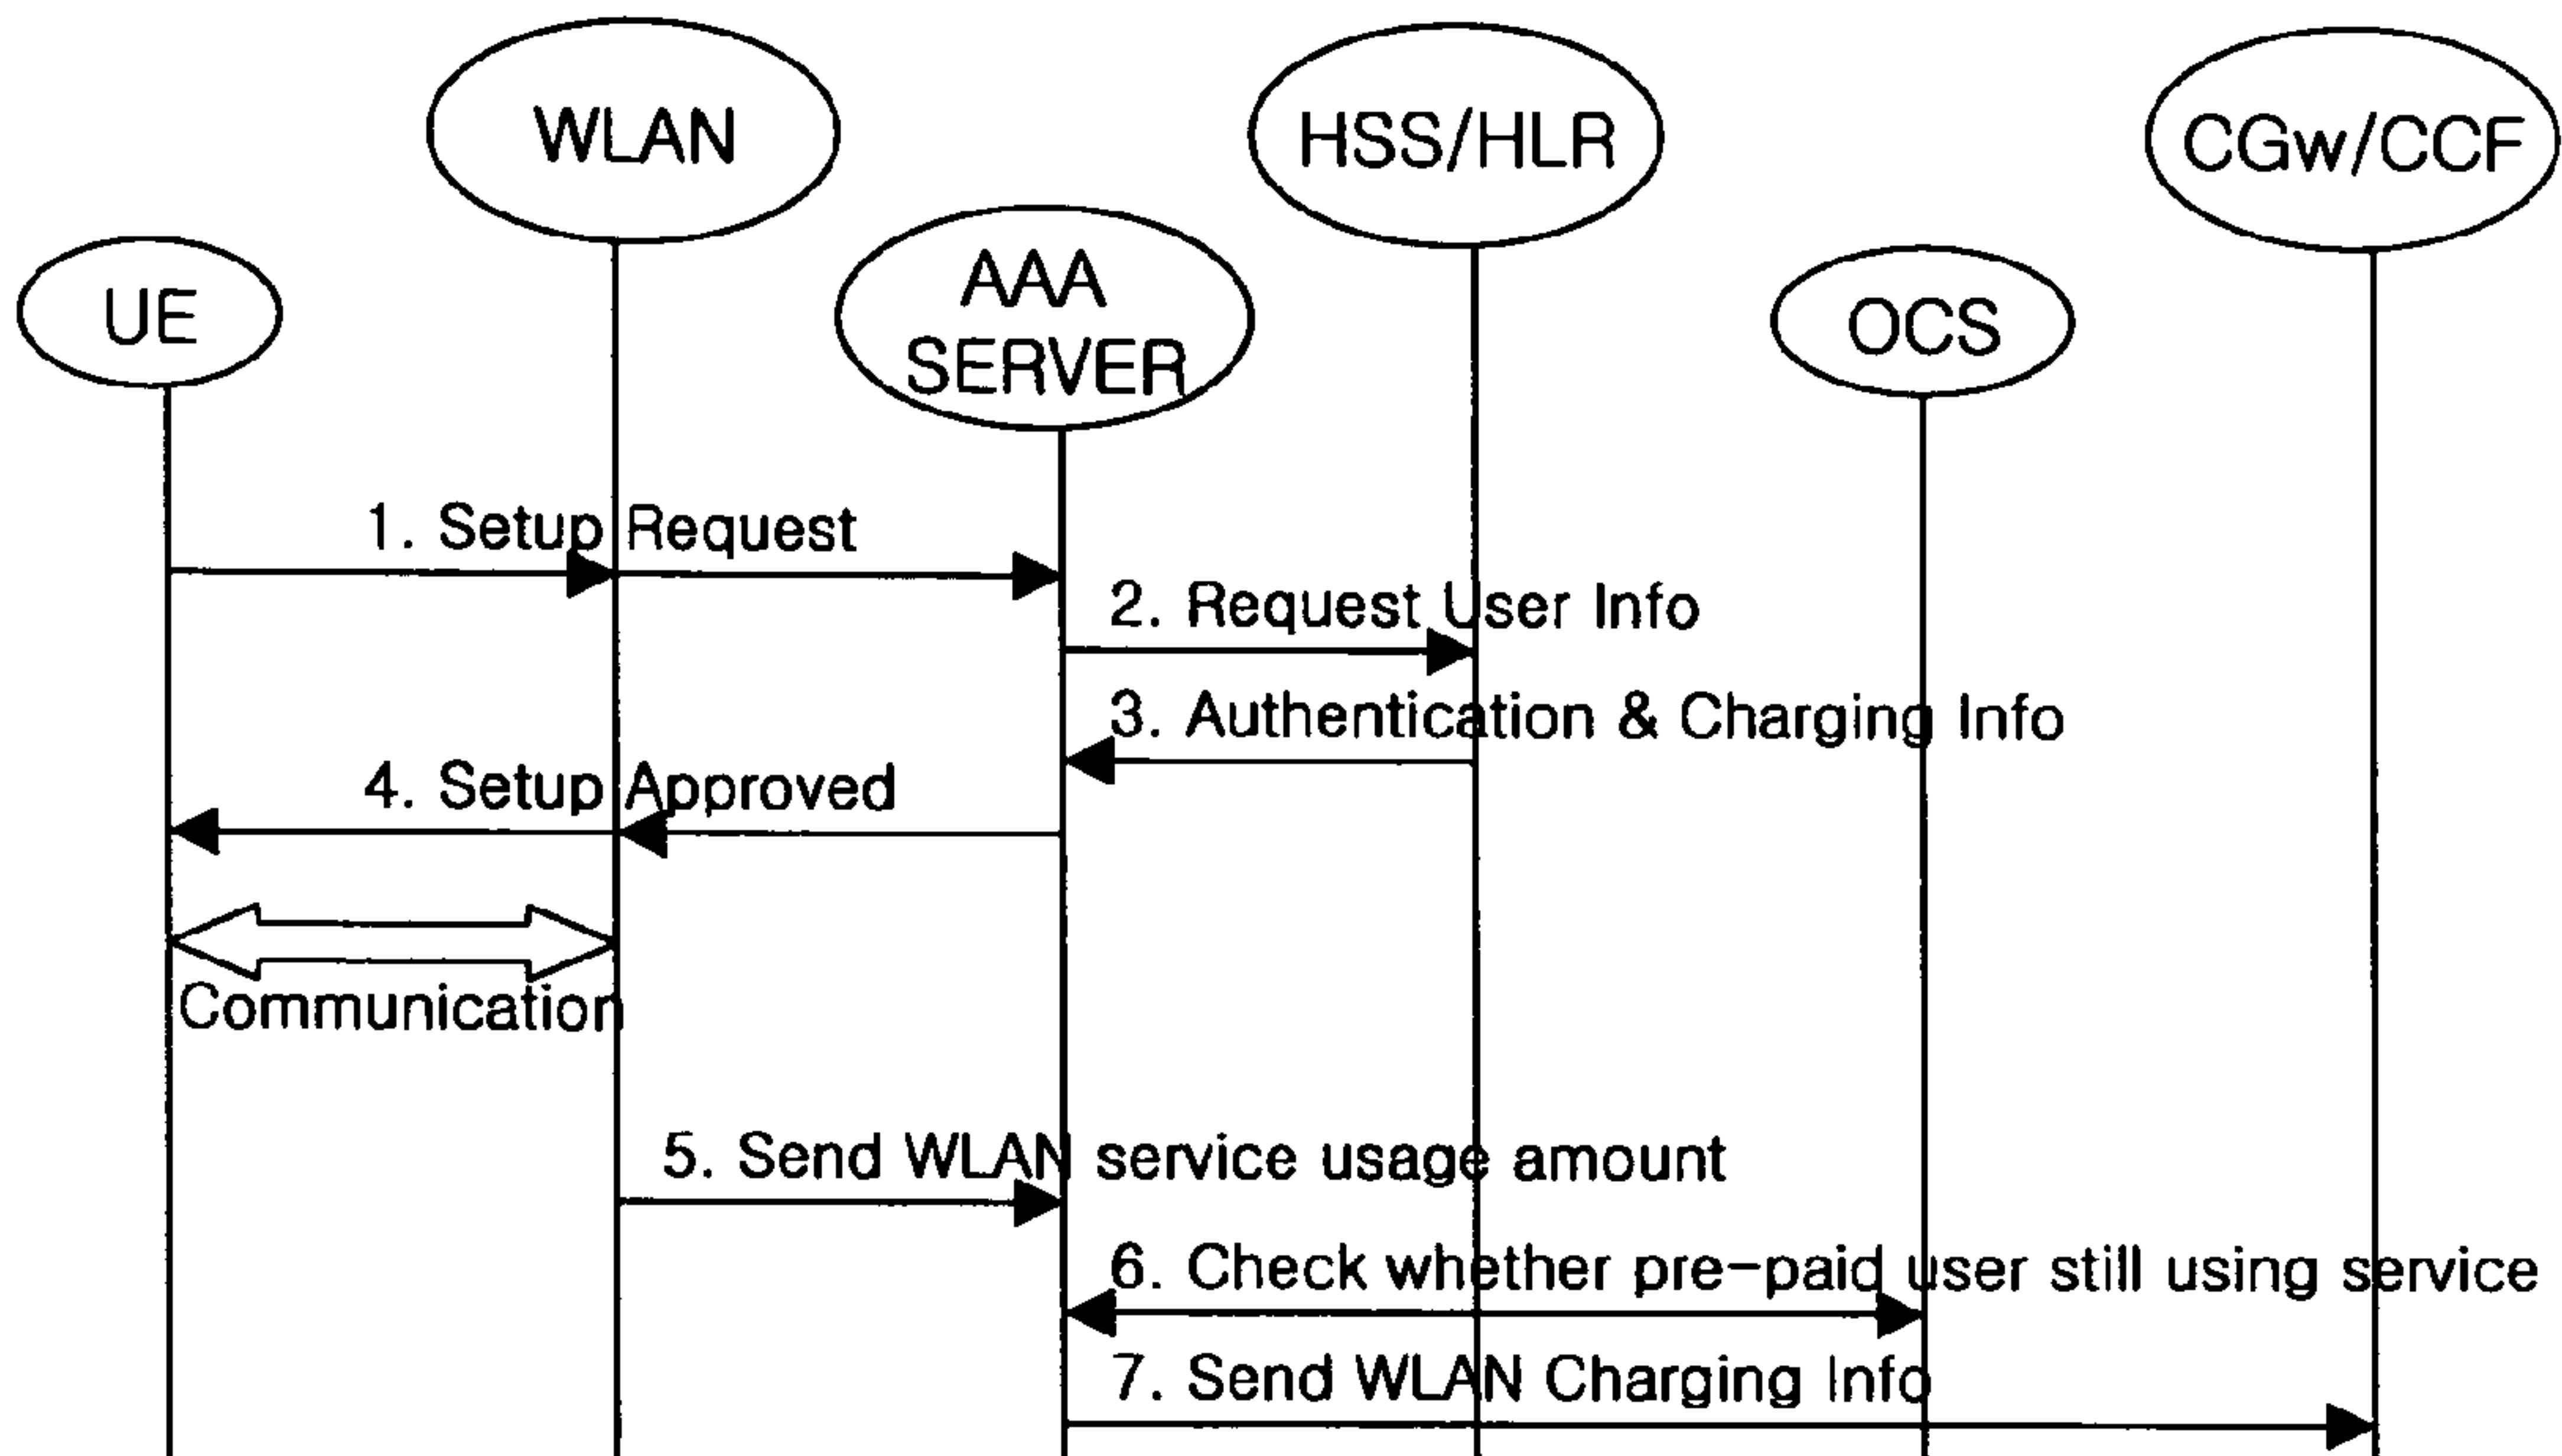 WLAN
HSS/HLR
CGw/CCF
UE
AAA
SERVER
OCS
1. Setup Request
2. Request User Info
3. Authentication & Charging Info
4. Setup Approved
Communication
5. Send WLAN service usage amount
6. Check whether pre-paid user still using service
7. Send WLAN Charging Info